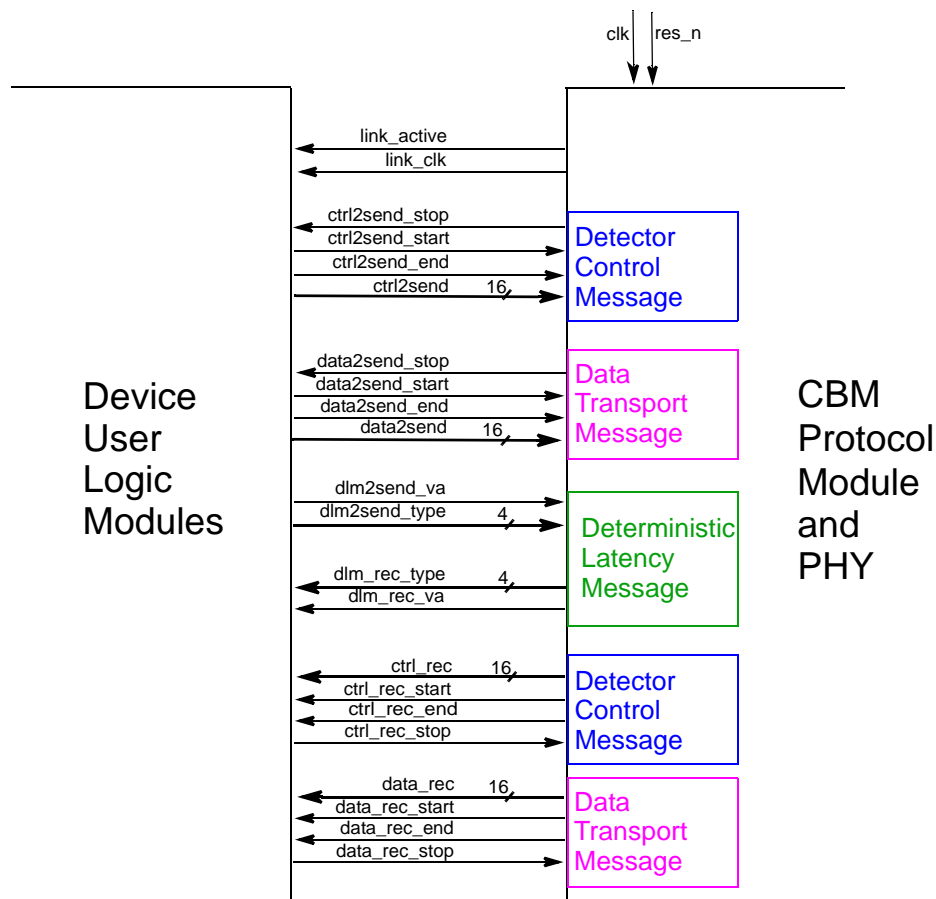 clk res_n
link_active
link_clk
ctrl2send_stop
ctrl2send_start
ctrl2send_end
ctrl2send 16
Detector
Control
Message
data2send_stop
data2send_start
data2send_end
data2send 16
Data
Transport
Message
Device
User
Logic
Modules
CBM
Protocol
Module
and
PHY
dlm2send_va
dlm2send_type 4
dlm_rec_type 4
dlm_rec_va
Deterministic
Latency
Message
ctrl_rec 16
ctrl_rec_start
ctrl_rec_end
ctrl_rec_stop
Detector
Control
Message
data_rec 16
data_rec_start
data_rec_end
data_rec_stop
Data
Transport
Message